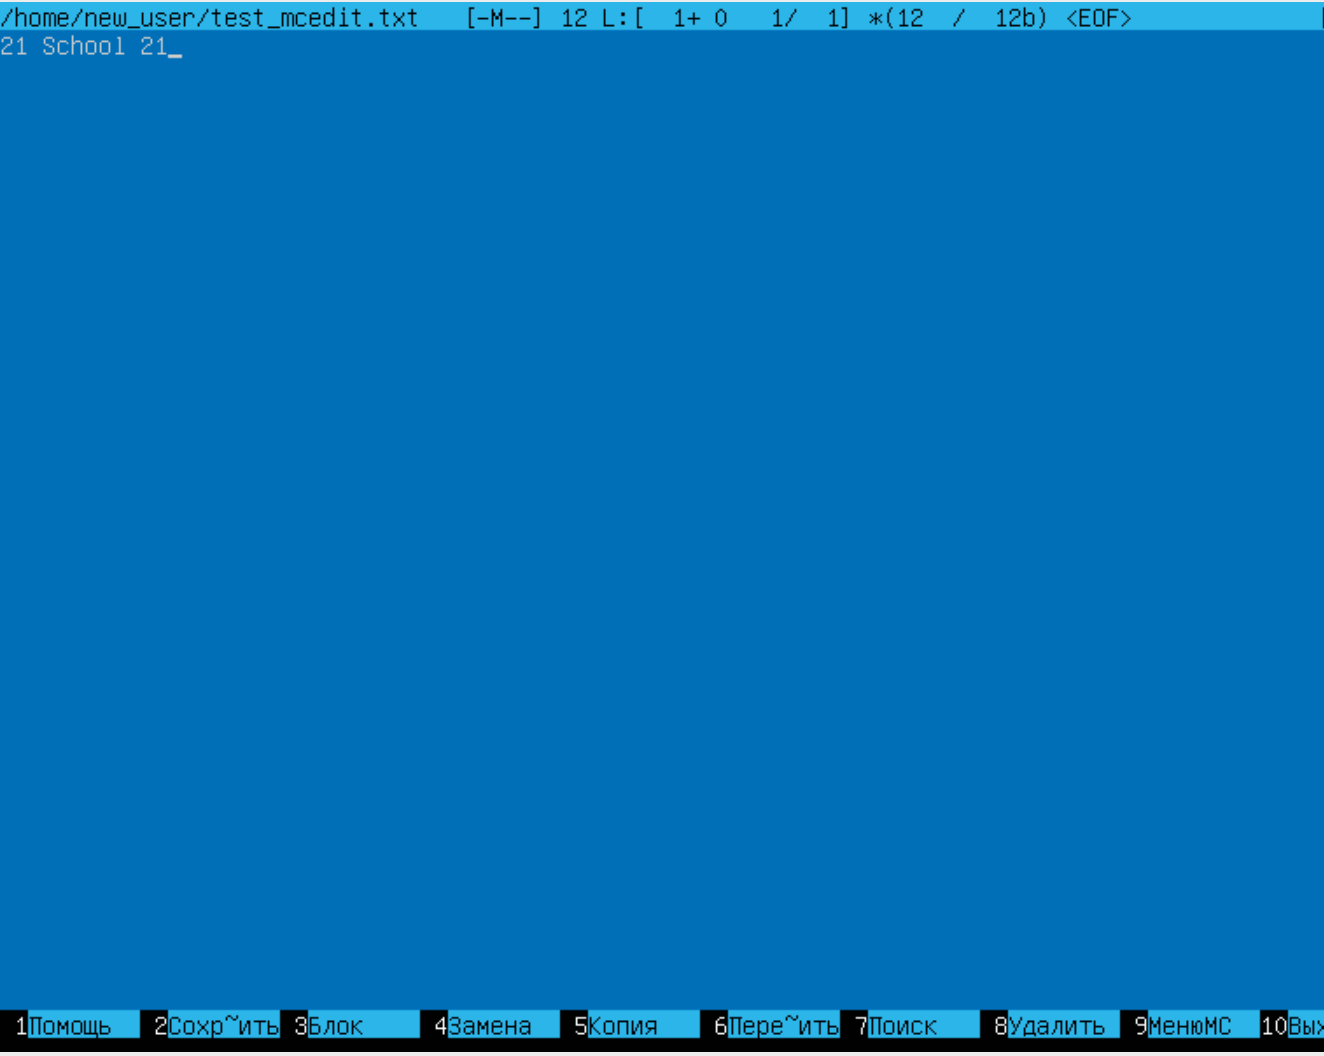 /home/new_user/test_mcedit.txt [-M--] 12 L:[ 1+ 0 1/ 1] *(12 / 12b) <EOF>
21 School 21_
1Помощь 2Сохр~ить 3Блок 4Замена 5Копия 6Пере~ить 7Поиск 8Удалить 9МенюМС 10Вых